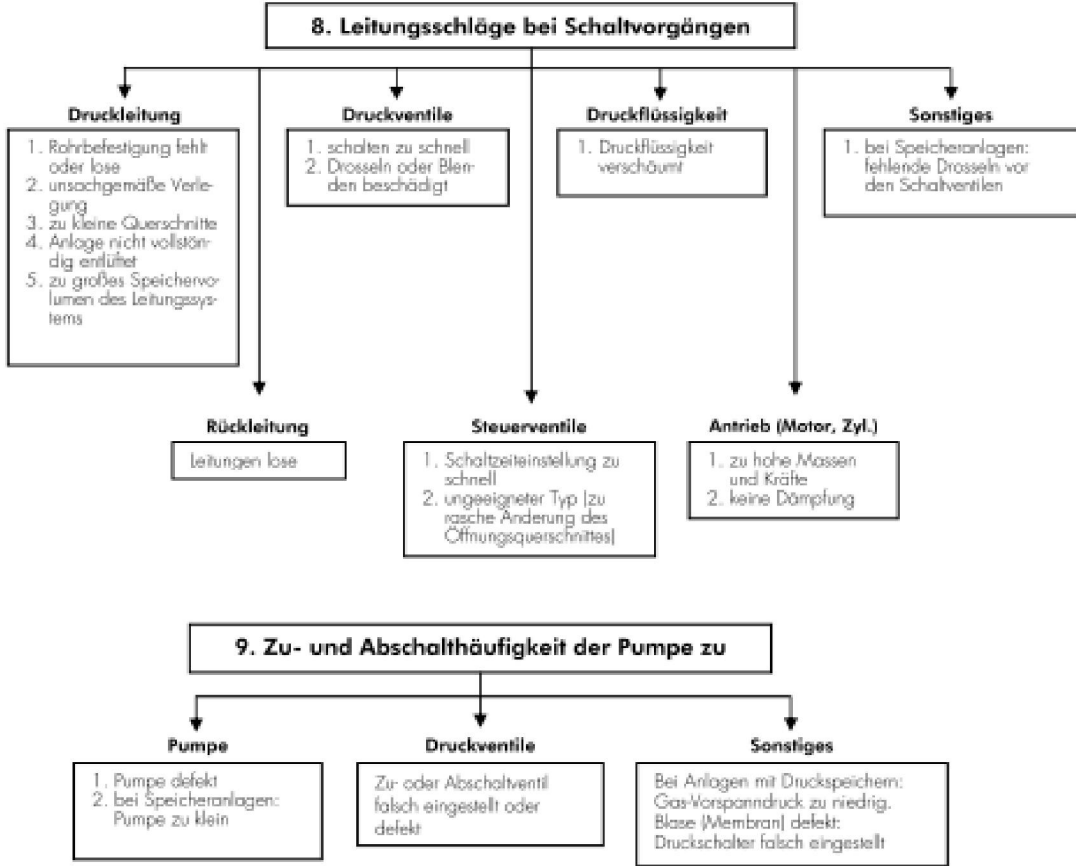 8. Leitungsschläge bei Schaltvorgängen
Druckleitung
1. Rohrbefestigung fehlt
oder lose
2. unsachgemäße Verle-
gung
3. zu kleine Querschnitte
4. Anlage nicht vollstän-
dig entlüftet
5. zu großes Speichervo-
lumen des Leitungssys-
tems
Druckventile
1. schalten zu schnell
2. Drosseln oder Blen-
den beschädigt
Druckflüssigkeit
1. Druckflüssigkeit
verschäumt
Sonstiges
1. bei Speicheranlagen:
fehlende Drosseln vor
den Schaltventilen
Rückleitung
Leitungen lose
Steuerventile
1. Schaltzeiteinstellung zu
schnell
2. ungeeigneter Typ (zu
rasche Änderung des
Öffnungsquerschnittes)
Antrieb (Motor, Zyl.)
1. zu hohe Massen
und Kräfte
2. keine Dämpfung
9. Zu- und Abschalthäufigkeit der Pumpe zu
Pumpe
1. Pumpe defekt
2. bei Speicheranlagen:
Pumpe zu klein
Druckventile
Zu- oder Abschaltventil
falsch eingestellt oder
defekt
Sonstiges
Bei Anlagen mit Druckspeichern:
Gas-Vorspanndruck zu niedrig.
Blase (Membran) defekt:
Druckschalter falsch eingestellt